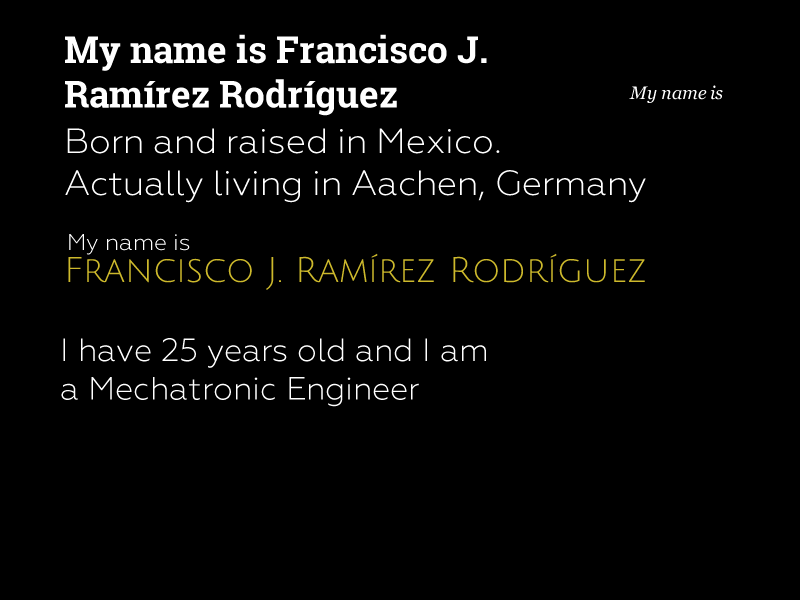 My name is Francisco J.
Ramírez Rodríguez
My name is
Born and raised in Mexico.
Actually living in Aachen, Germany
My name is
Francisco J. Ramírez Rodríguez
I have 25 years old and I am
a Mechatronic Engineer